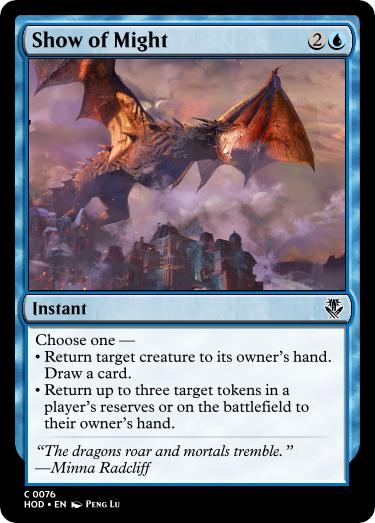 Show of Might 2
Instant
Choose one —
• Return target creature to its owner's hand.
Draw a card.
• Return up to three target tokens in a
player's reserves or on the battlefield to
their owner's hand.
"The dragons roar and mortals tremble."
—Minna Radcliff
C 0076
HOD • EN Peng Lu